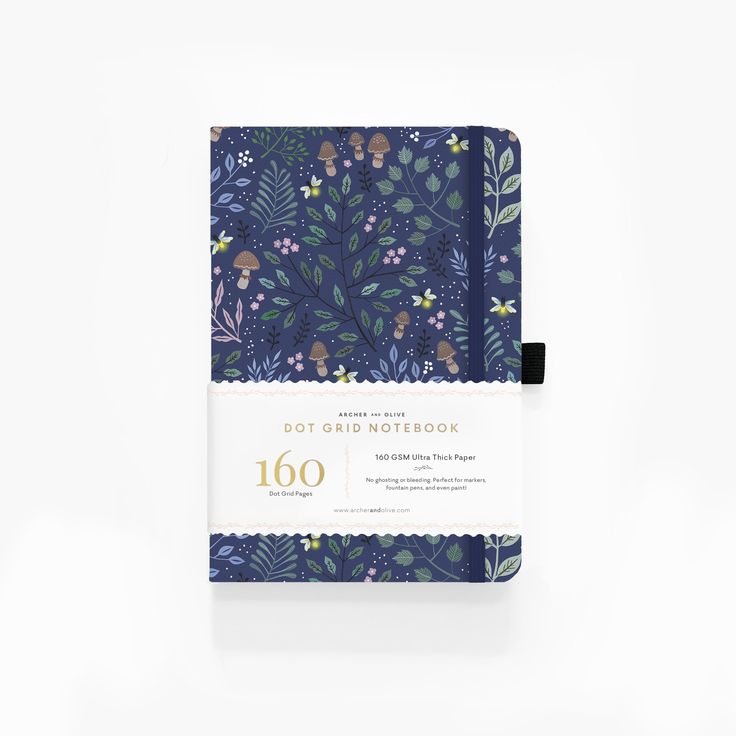 ARCHER AND OLIVE
DOT GRID NOTEBOOK
160
Dot Grid Pages
160 GSM Ultra Thick Paper
No ghosting or bleeding. Perfect for markers,
fountain pens, and even paint!
www.archerandolive.com